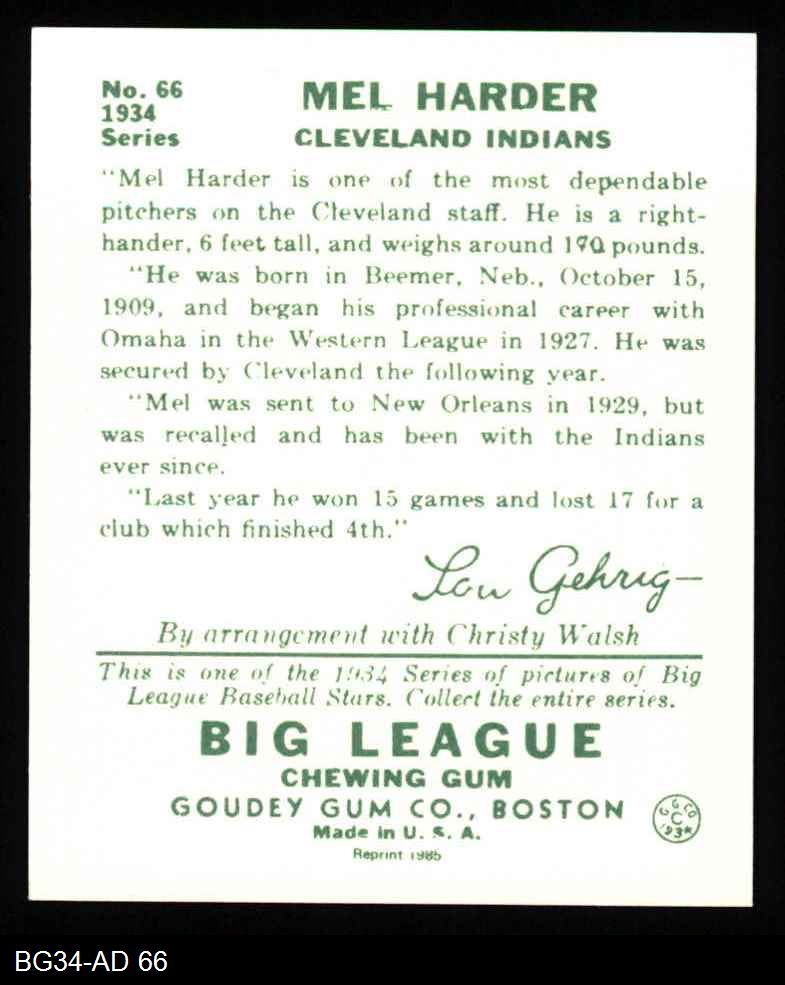 No. 66
1934
Series
MEL HARDER
CLEVELAND INDIANS
"Mel Harder is one of the most dependable
pitchers on the Cleveland staff. He is a right-
hander, 6 feet tall, and weighs around 170 pounds.
"He was born in Beemer, Neb., October 15,
1909, and began his professional career with
Omaha in the Western League in 1927. He was
secured by Cleveland the following year.
"Mel was sent to New Orleans in 1929, but
was recalled and has been with the Indians
ever since.
"Last year he won 15 games and lost 17 for a
club which finished 4th."
Lou Gehrig—
By arrangement with Christy Walsh
This is one of the 1934 Series of pictures of Big
League Baseball Stars. Collect the entire series.
BIG LEAGUE
CHEWING GUM
GOUDEY GUM CO., BOSTON
Made in U. S. A.
Reprint 1985
G G CO
C
1934
BG34-AD 66